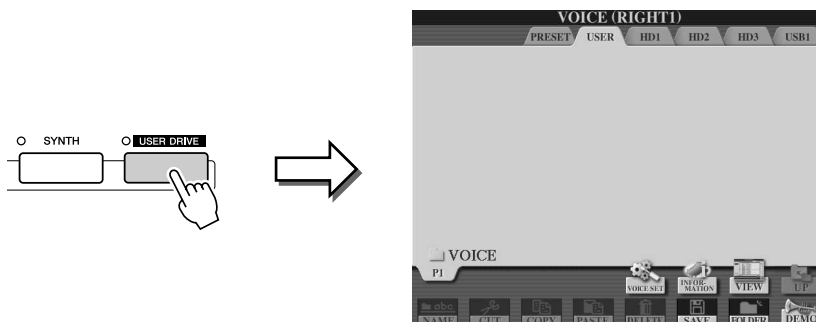 SYNTH
USER DRIVE
VOICE (RIGHT1)
PRESET USER HD1 HD2 HD3 USB1
VOICE
P1
VOICE SET INFOR-MATION VIEW UP
abc
NAME CUT COPY PASTE DELETE SAVE FOLDER DEMO